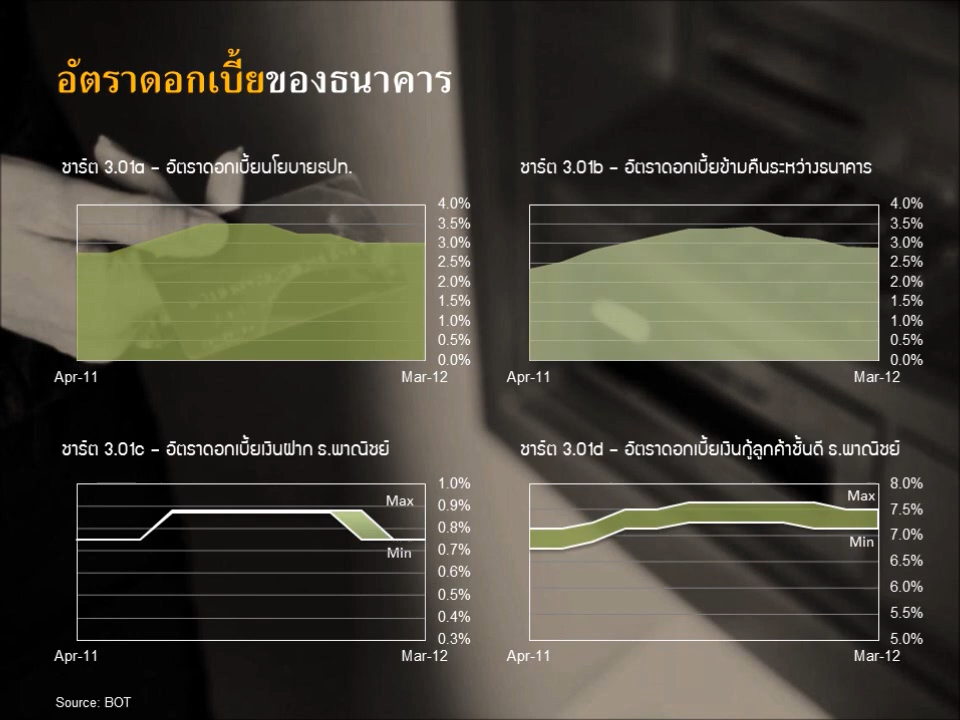 อัตราดอกเบี้ยของธนาคาร
ชาร์ต 3.01a – อัตราดอกเบี้ยนโยบายธปท.
4.0%
3.5%
3.0%
2.5%
2.0%
1.5%
1.0%
0.5%
0.0%
Apr-11 Mar-12
ชาร์ต 3.01b – อัตราดอกเบี้ยข้ามคืนระหว่างธนาคาร
4.0%
3.5%
3.0%
2.5%
2.0%
1.5%
1.0%
0.5%
0.0%
Apr-11 Mar-12
ชาร์ต 3.01c – อัตราดอกเบี้ยเงินฝาก ธ.พาณิชย์
1.0%
0.9%
0.8%
0.7%
0.6%
0.5%
0.4%
0.3%
Max
Min
Apr-11 Mar-12
ชาร์ต 3.01d – อัตราดอกเบี้ยเงินกู้ลูกค้าชั้นดี ธ.พาณิชย์
8.0%
7.5%
7.0%
6.5%
6.0%
5.5%
5.0%
Max
Min
Apr-11 Mar-12
Source: BOT